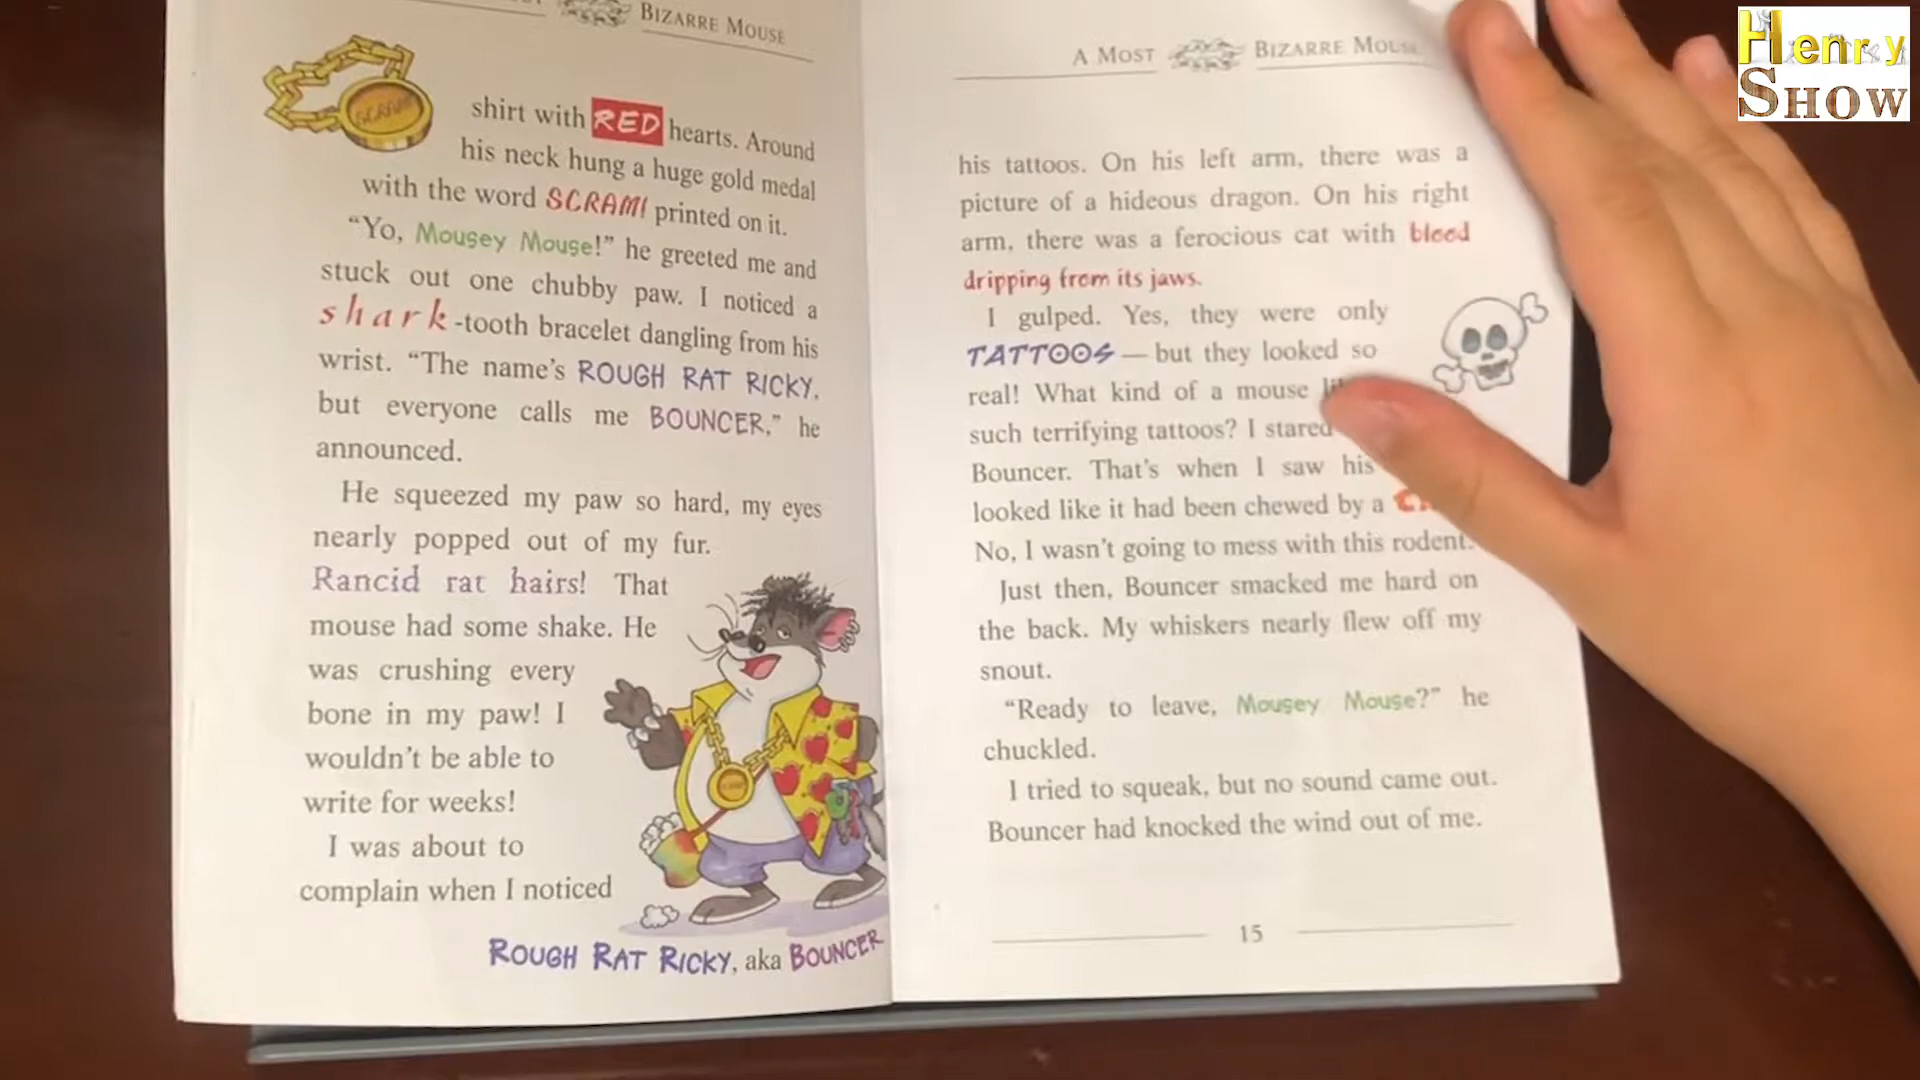 BIZARRE MOUSE
SCRAM!
shirt with RED hearts. Around
his neck hung a huge gold medal
with the word SCRAM! printed on it.
“Yo, Mousey Mouse!” he greeted me and
stuck out one chubby paw. I noticed a
shark-tooth bracelet dangling from his
wrist. “The name’s ROUGH RAT RICKY,
but everyone calls me BOUNCER,” he
announced.
He squeezed my paw so hard, my eyes
nearly popped out of my fur.
Rancid rat hairs! That
mouse had some shake. He
was crushing every
bone in my paw! I
wouldn’t be able to
write for weeks!
I was about to
complain when I noticed
ROUGH RAT RICKY, aka BOUNCER
A MOST BIZARRE MOUSE
his tattoos. On his left arm, there was a
picture of a hideous dragon. On his right
arm, there was a ferocious cat with blood
dripping from its jaws.
I gulped. Yes, they were only
TATTOOS — but they looked so
real! What kind of a mouse
such terrifying tattoos? I stared
Bouncer. That’s when I saw his
looked like it had been chewed by a
No, I wasn’t going to mess with this rodent.
Just then, Bouncer smacked me hard on
the back. My whiskers nearly flew off my
snout.
“Ready to leave, Mousey Mouse?” he
chuckled.
I tried to squeak, but no sound came out.
Bouncer had knocked the wind out of me.
15
Henry
SHOW